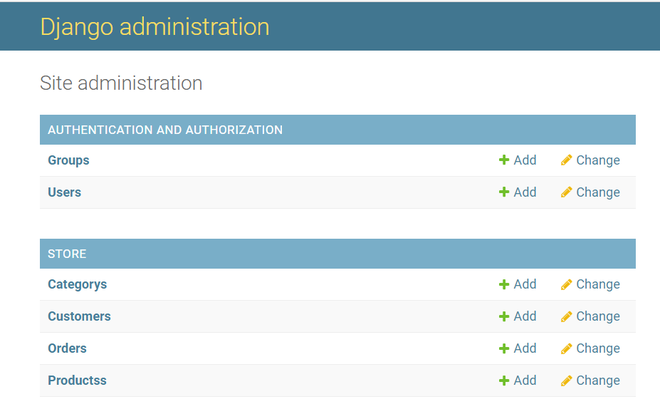 Django administration
Site administration
AUTHENTICATION AND AUTHORIZATION
Groups Add Change
Users Add Change
STORE
Categorys Add Change
Customers Add Change
Orders Add Change
Productss Add Change